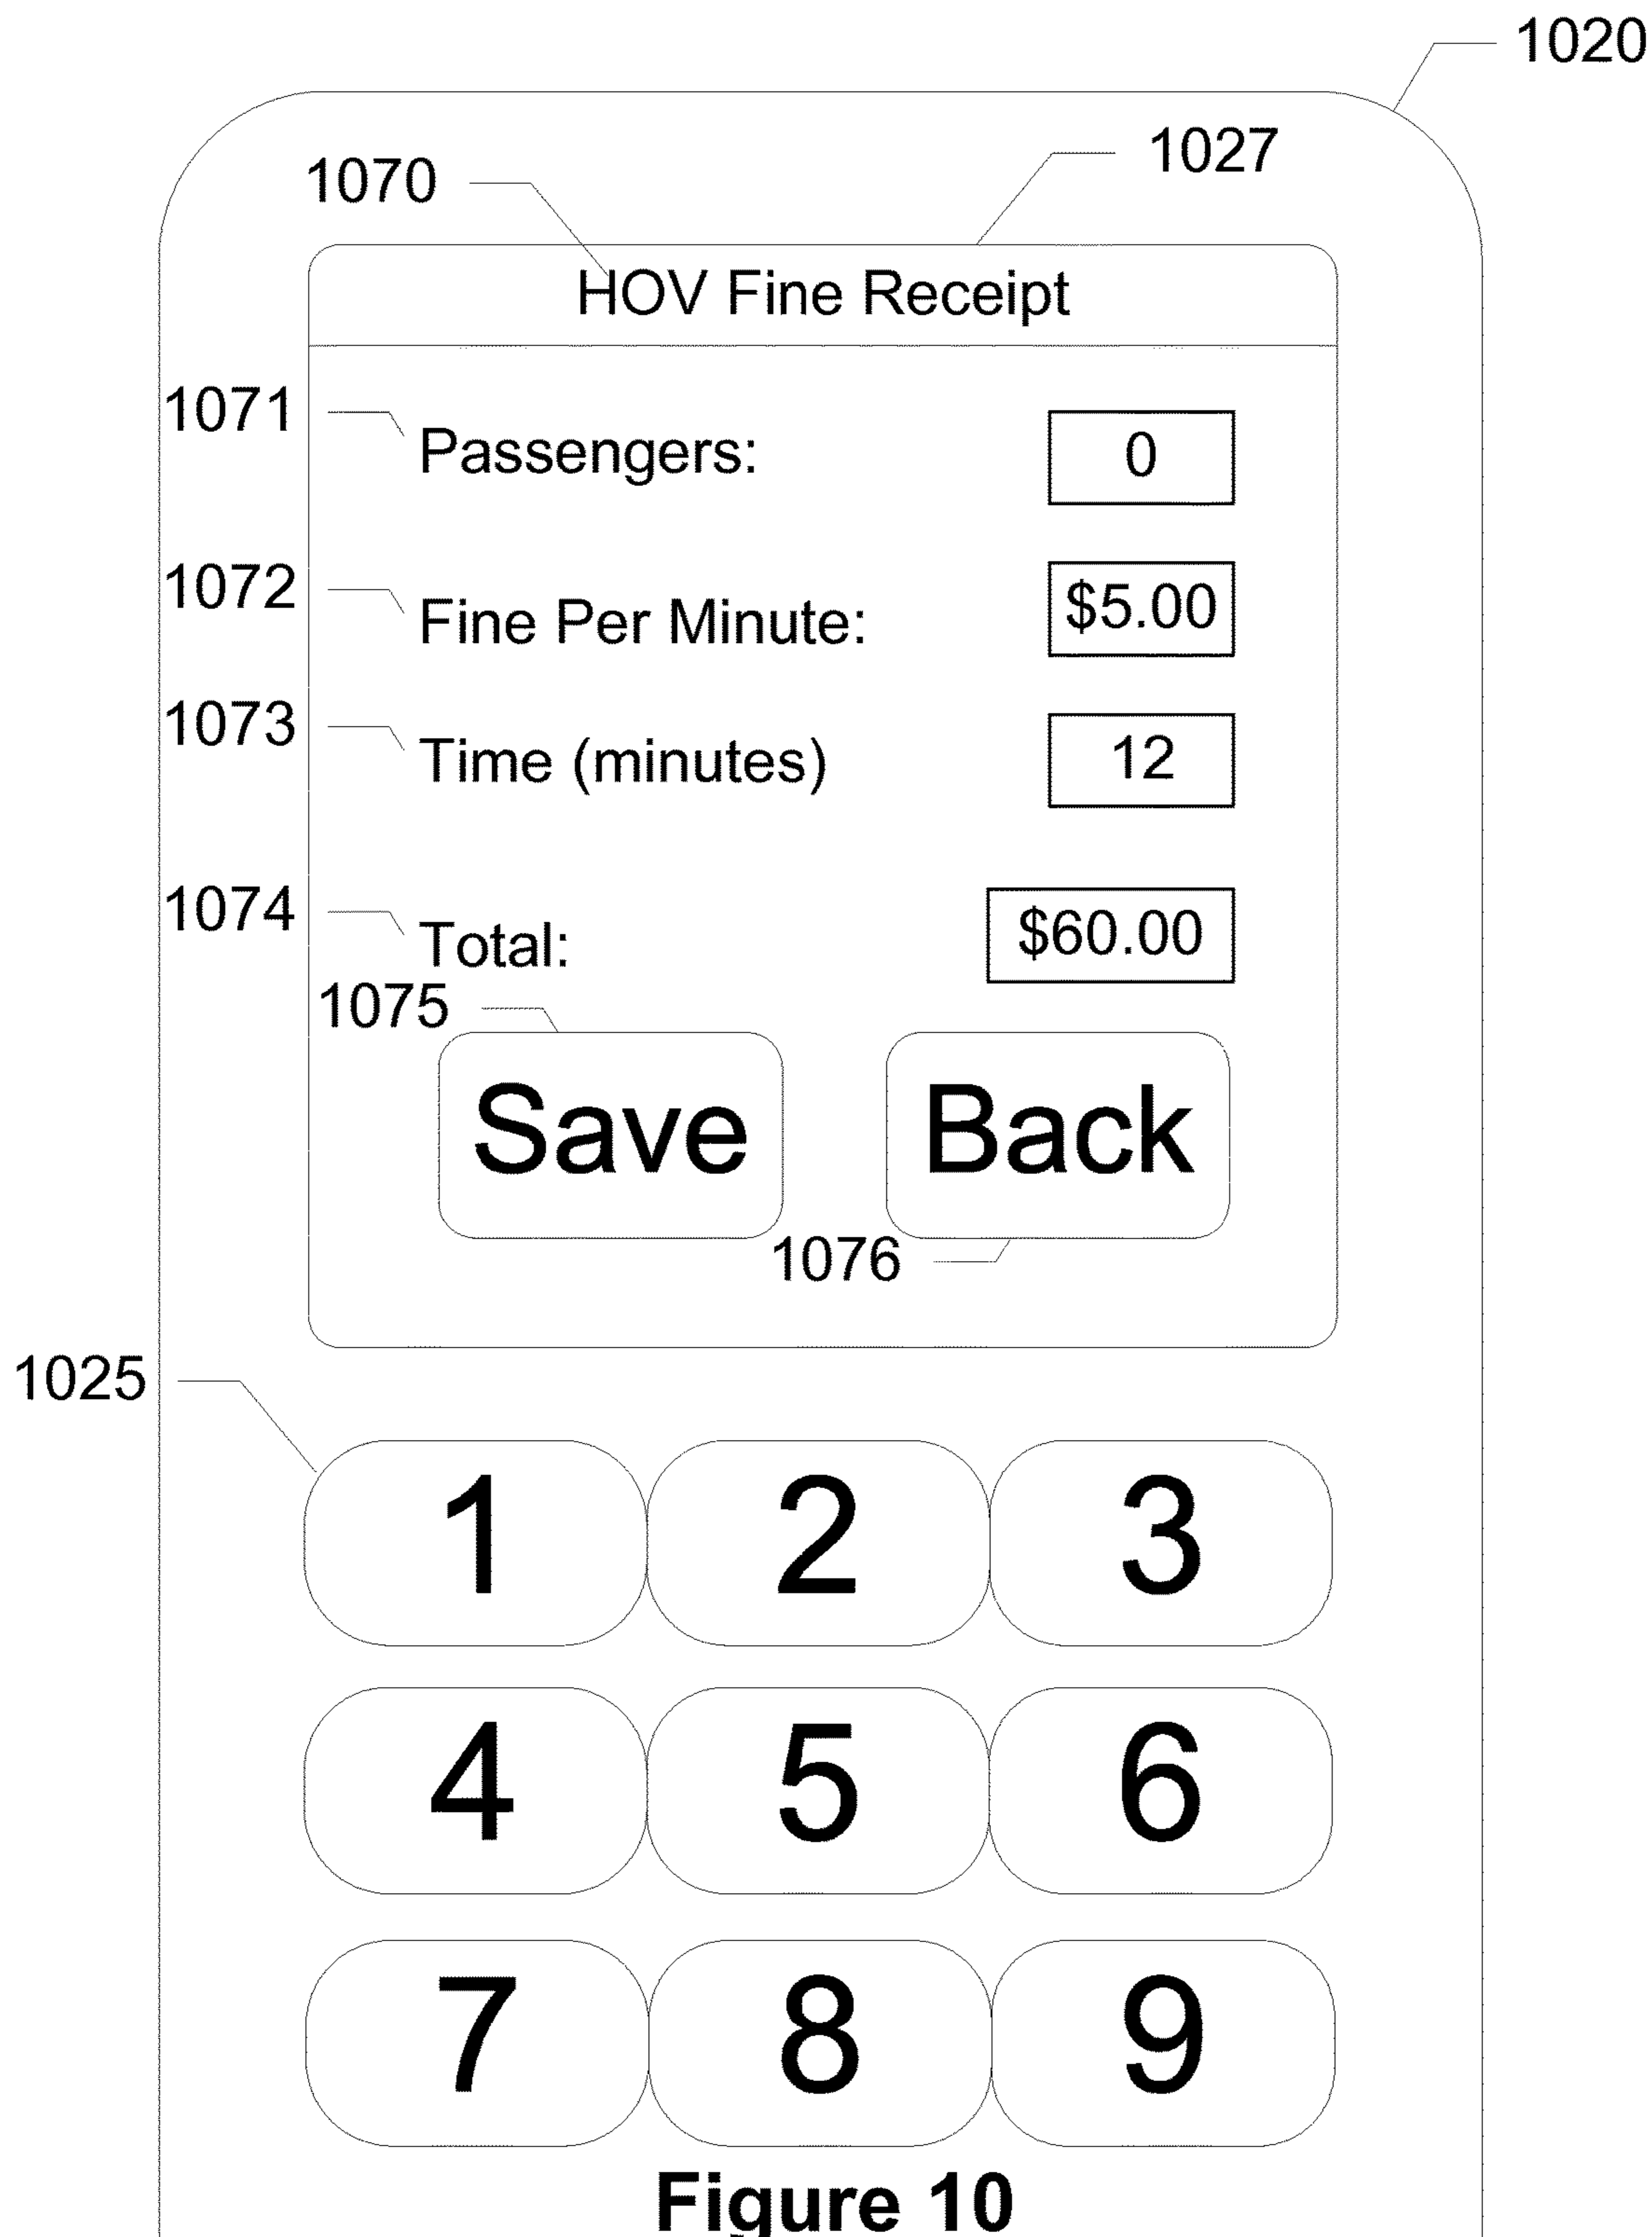 1020
1027
1070
HOV Fine Receipt
1071
Passengers: 0
1072
Fine Per Minute: $5.00
1073
Time (minutes) 12
1074
Total: $60.00
1075
Save Back
1076
1025
1 2 3
4 5 6
7 8 9
Figure 10